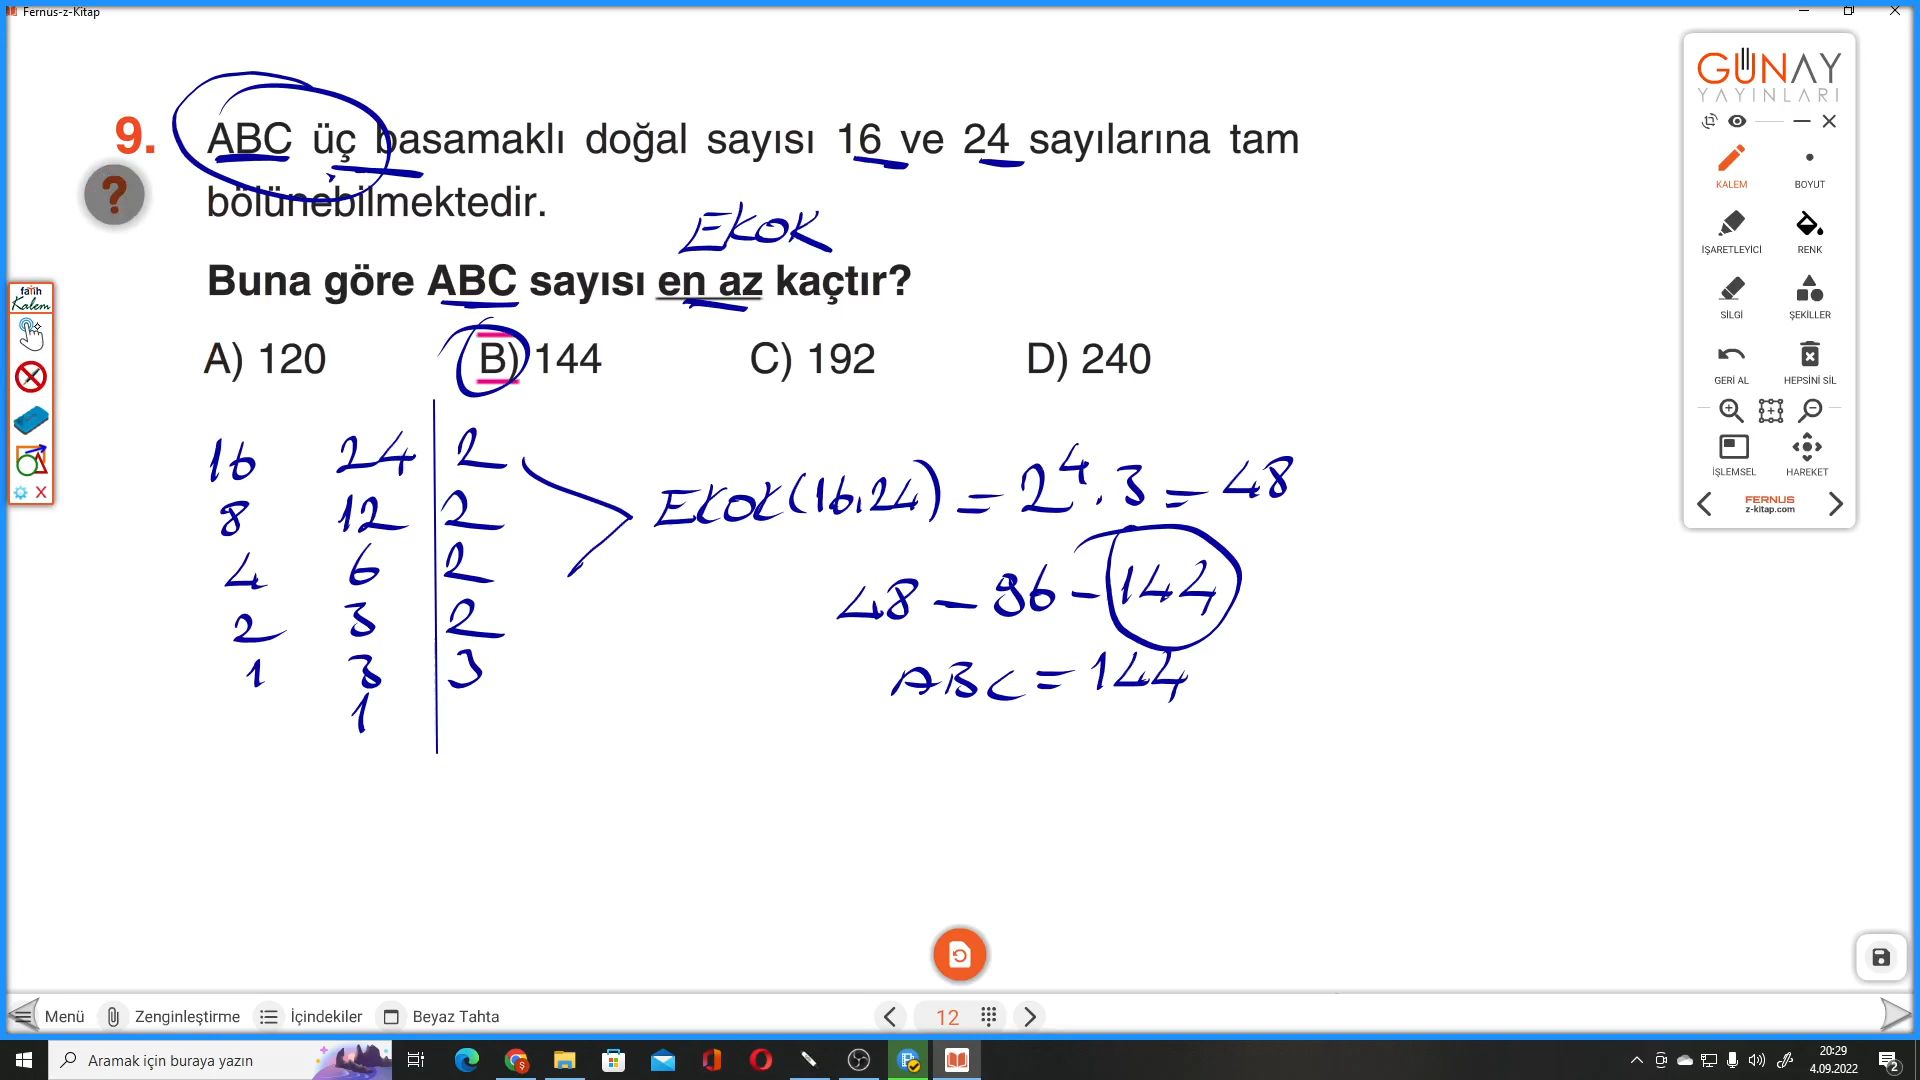 Fernus-z-Kitap
GÜNAY
YAYINLARI
9. ABC üç basamaklı doğal sayısı 16 ve 24 sayılarına tam
bölünebilmektedir.
EKOK
Buna göre ABC sayısı en az kaçtır?
A) 120 B) 144 C) 192 D) 240
16 24 2
8 12 2
4 6 2
2 3 2
1 3 3
1
EKOK(16,24) = 2⁴.3 = 48
48 - 96 - 144
ABC = 144
?
fatih
Kalem
X
KALEM BOYUT
İŞARETLEYİCİ RENK
SİLGİ ŞEKİLLER
GERİ AL HEPSİNİ SİL
İŞLEMSEL HAREKET
FERNUS
z-kitap.com
Menü Zenginleştirme İçindekiler Beyaz Tahta 12
Aramak için buraya yazın
20:29
4.09.2022
2